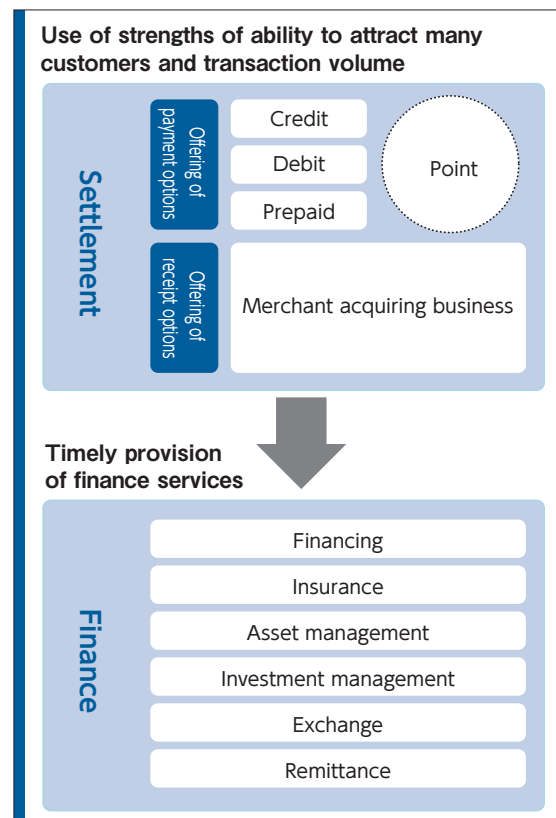 Use of strengths of ability to attract many
customers and transaction volume
Settlement
Offering of
payment options
Credit
Debit
Prepaid
Point
Offering of
receipt options
Merchant acquiring business
Timely provision
of finance services
Finance
Financing
Insurance
Asset management
Investment management
Exchange
Remittance